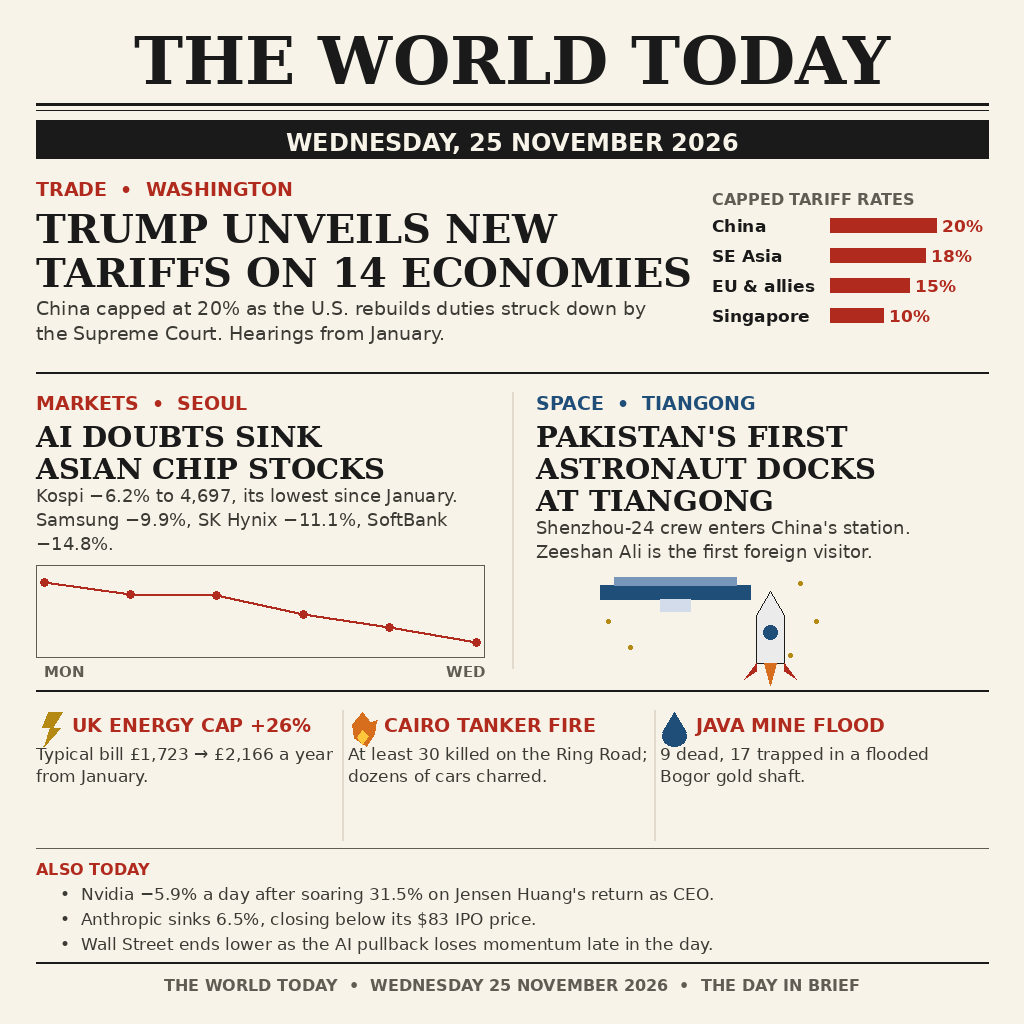 THE WORLD TODAY
WEDNESDAY, 25 NOVEMBER 2026
TRADE • WASHINGTON
TRUMP UNVEILS NEW
TARIFFS ON 14 ECONOMIES
China capped at 20% as the U.S. rebuilds duties struck down by
the Supreme Court. Hearings from January.
CAPPED TARIFF RATES
China 20%
SE Asia 18%
EU & allies 15%
Singapore 10%
MARKETS • SEOUL
AI DOUBTS SINK
ASIAN CHIP STOCKS
Kospi −6.2% to 4,697, its lowest since January.
Samsung −9.9%, SK Hynix −11.1%, SoftBank
−14.8%.
MON WED
SPACE • TIANGONG
PAKISTAN'S FIRST
ASTRONAUT DOCKS
AT TIANGONG
Shenzhou-24 crew enters China's station.
Zeeshan Ali is the first foreign visitor.
UK ENERGY CAP +26%
Typical bill £1,723 → £2,166 a year
from January.
CAIRO TANKER FIRE
At least 30 killed on the Ring Road;
dozens of cars charred.
JAVA MINE FLOOD
9 dead, 17 trapped in a flooded
Bogor gold shaft.
ALSO TODAY
• Nvidia −5.9% a day after soaring 31.5% on Jensen Huang's return as CEO.
• Anthropic sinks 6.5%, closing below its $83 IPO price.
• Wall Street ends lower as the AI pullback loses momentum late in the day.
THE WORLD TODAY • WEDNESDAY 25 NOVEMBER 2026 • THE DAY IN BRIEF